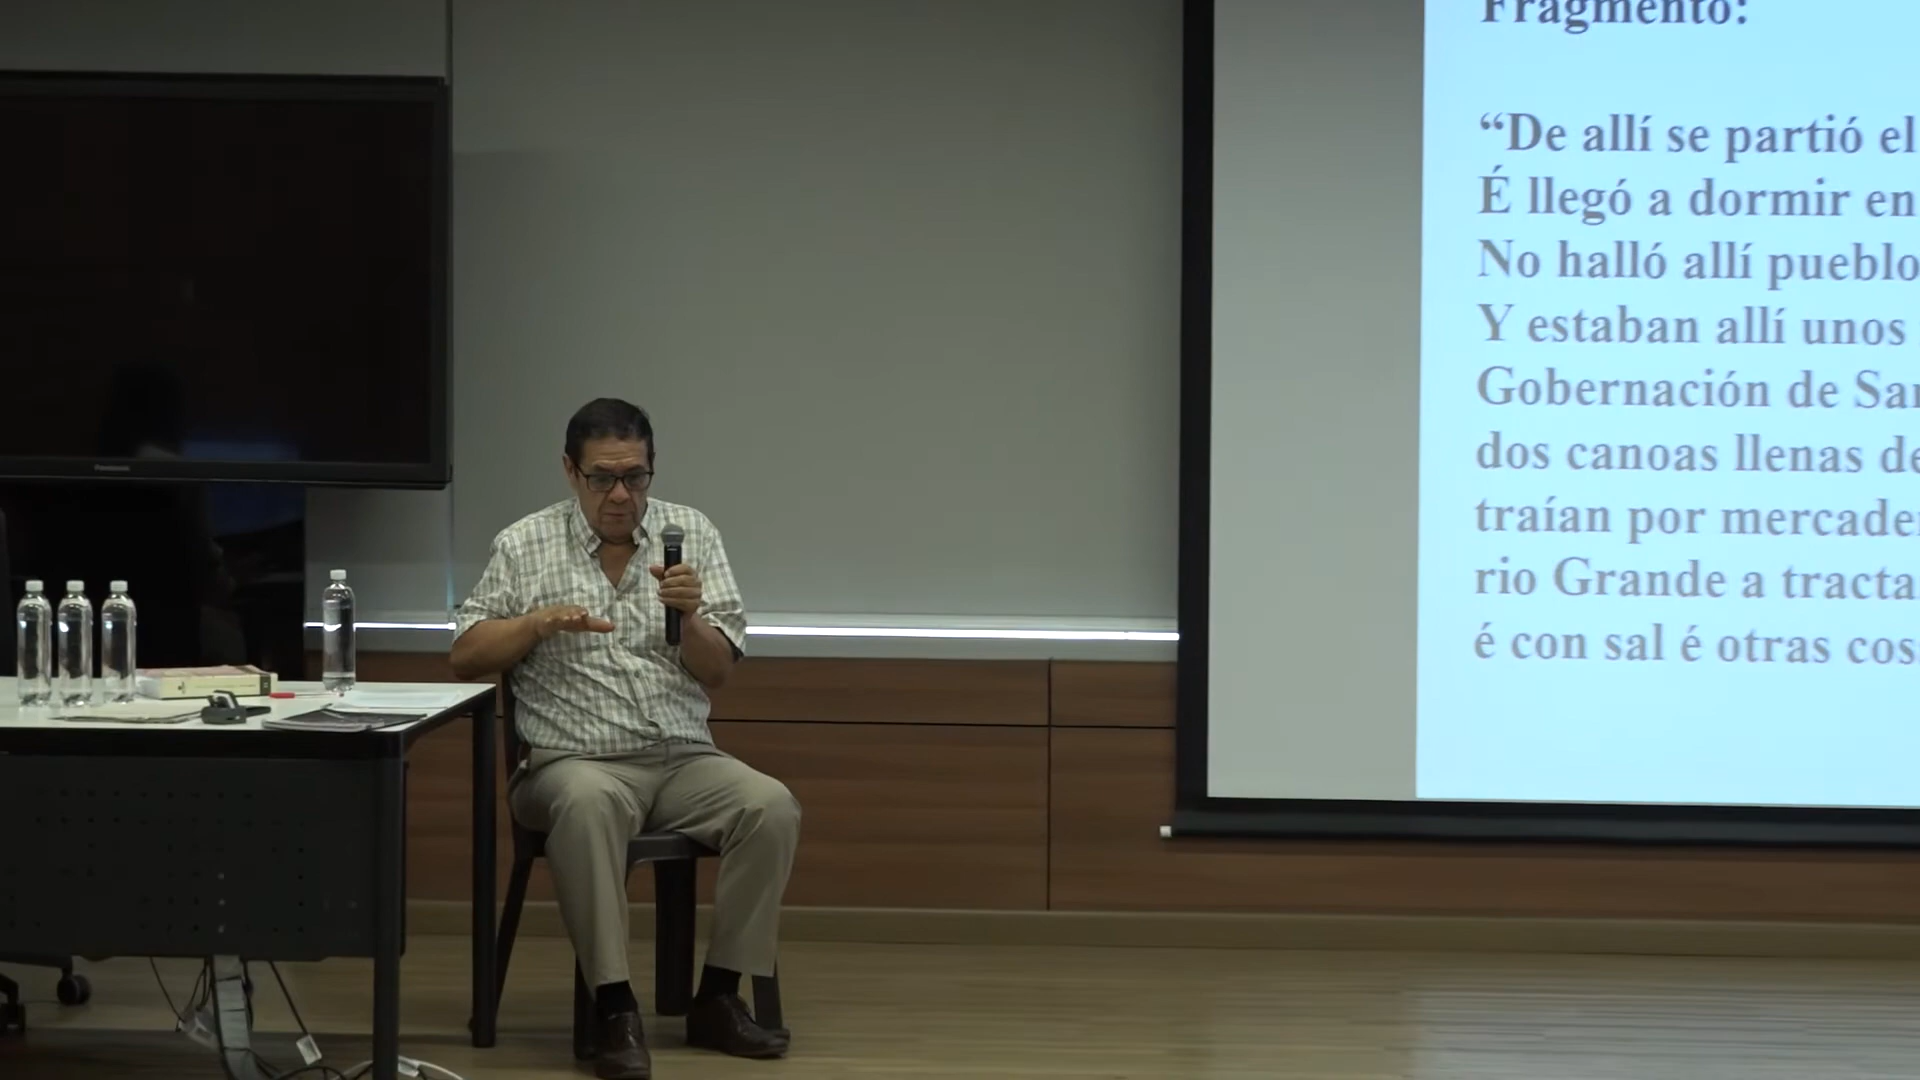 Fragmento:
“De allí se partió el
É llegó a dormir en
No halló allí pueblo
Y estaban allí unos
Gobernación de Sa
dos canoas llenas de
traían por mercade
rio Grande a tracta
é con sal é otras cos
Panasonic